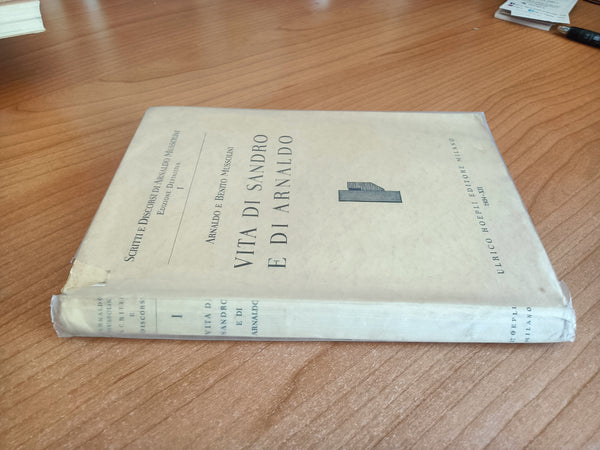 SCRITTI E DISCORSI DI ARNALDO MUSSOLINI
EDIZIONE DEFINITIVA
I
ARNALDO E BENITO MUSSOLINI
VITA DI SANDRO
E DI ARNALDO
ULRICO HOEPLI EDITORE MILANO
ARNALDO
MUSSOLINI
SCRITTI
E
DISCORSI
I
VITA DI
SANDRO
E DI
ARNALDO
HOEPLI
MILANO